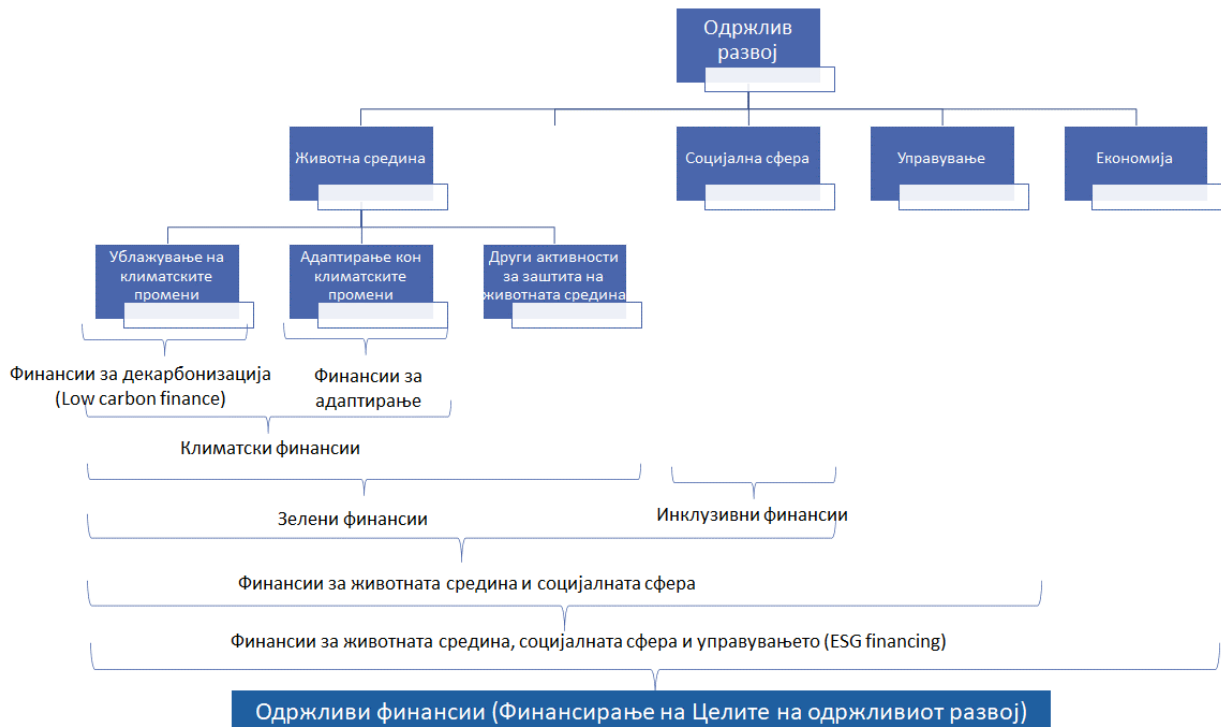 Одржлив
развој
Животна средина
Социјална сфера
Управување
Економија
Ублажување на
климатските
промени
Адаптирање кон
климатските
промени
Други активности
за заштита на
животната средина
Финансии за декарбонизација
(Low carbon finance)
Финансии за
адаптирање
Климатски финансии
Зелени финансии
Инклузивни финансии
Финансии за животната средина и социјалната сфера
Финансии за животната средина, социјалната сфера и управувањето (ESG financing)
Одржливи финансии (Финансирање на Целите на одржливиот развој)